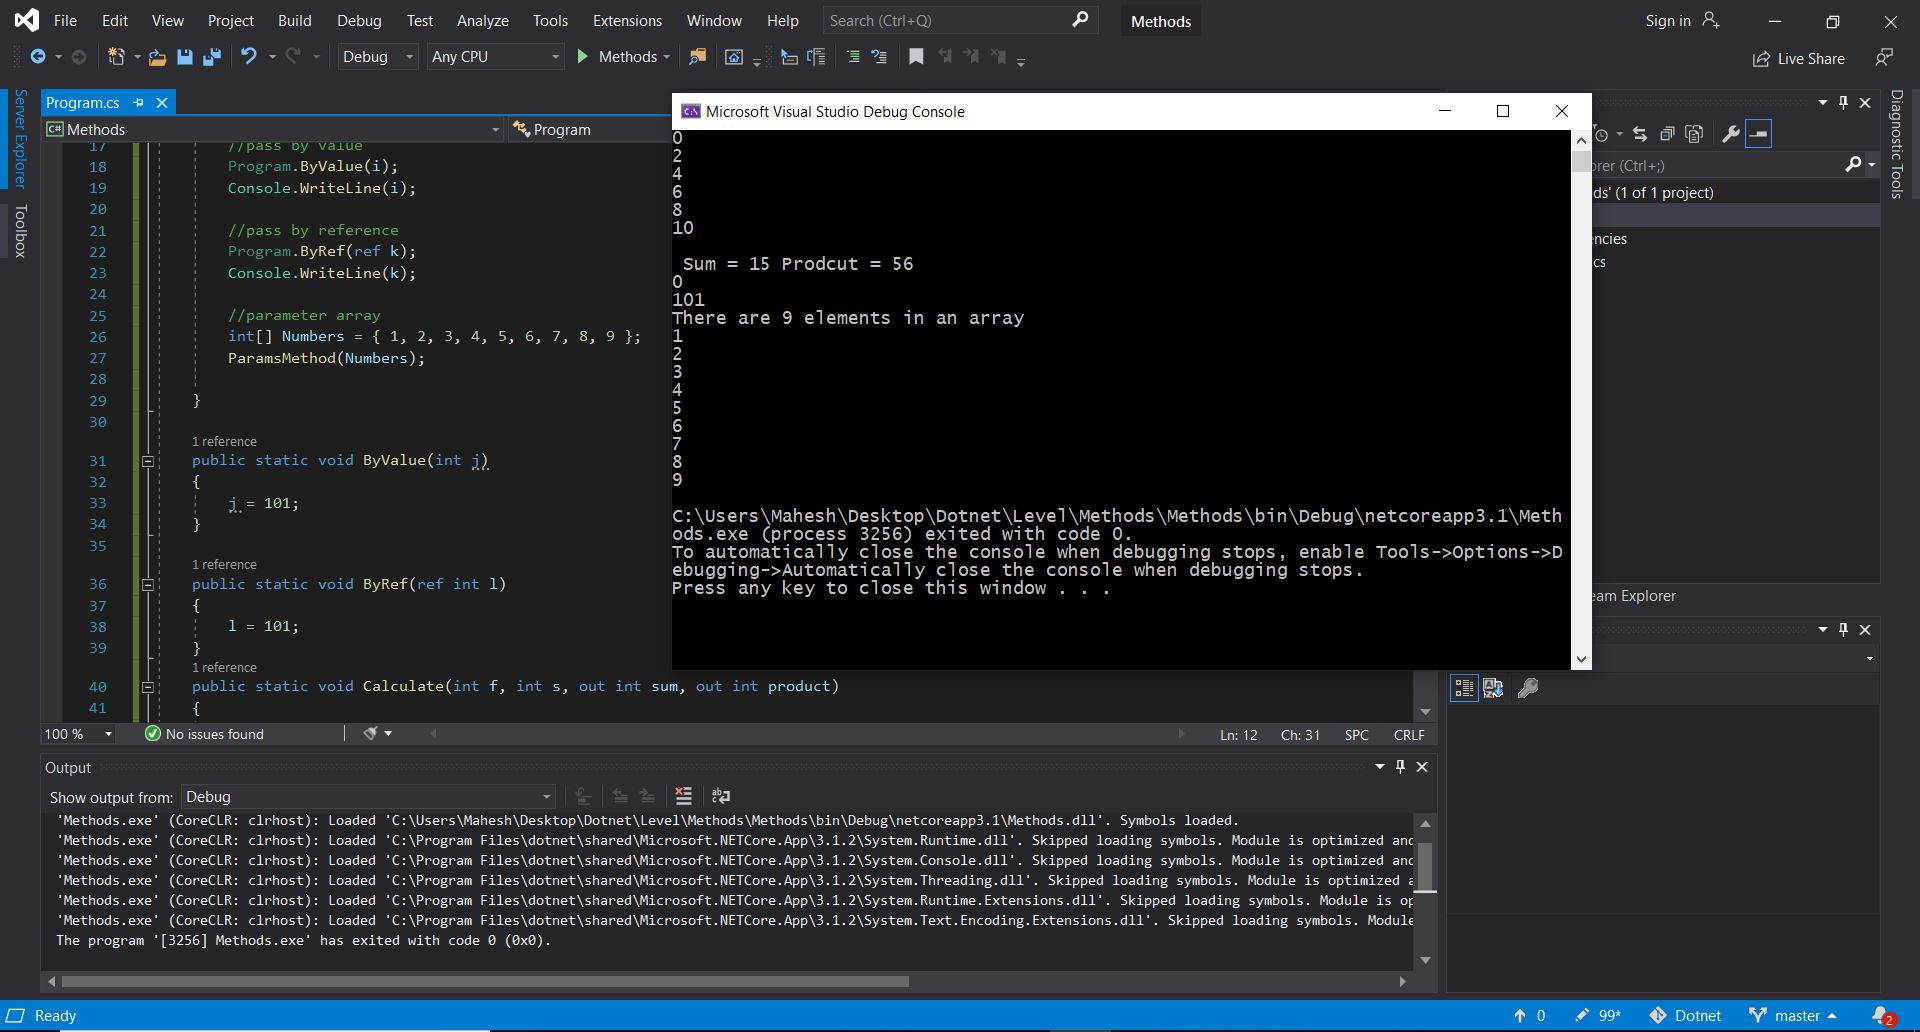 File Edit View Project Build Debug Test Analyze Tools Extensions Window Help Search (Ctrl+Q) Methods Sign in
Debug Any CPU Methods Live Share
Server Explorer
Toolbox
Program.cs
Methods Program
17 //pass by value
18 Program.ByValue(i);
19 Console.WriteLine(i);
20
21 //pass by reference
22 Program.ByRef(ref k);
23 Console.WriteLine(k);
24
25 //parameter array
26 int[] Numbers = { 1, 2, 3, 4, 5, 6, 7, 8, 9 };
27 ParamsMethod(Numbers);
28
29 }
30
1 reference
31 public static void ByValue(int j)
32 {
33 j = 101;
34 }
35
1 reference
36 public static void ByRef(ref int l)
37 {
38 l = 101;
39 }
1 reference
40 public static void Calculate(int f, int s, out int sum, out int product)
41 {
100 % No issues found Ln: 12 Ch: 31 SPC CRLF
Microsoft Visual Studio Debug Console
0
2
4
6
8
10
Sum = 15 Prodcut = 56
0
101
There are 9 elements in an array
1
2
3
4
5
6
7
8
9
C:\Users\Mahesh\Desktop\Dotnet\Level\Methods\Methods\bin\Debug\netcoreapp3.1\Meth
ods.exe (process 3256) exited with code 0.
To automatically close the console when debugging stops, enable Tools->Options->D
ebugging->Automatically close the console when debugging stops.
Press any key to close this window . . .
orer (Ctrl+;)
ds' (1 of 1 project)
encies
cs
eam Explorer
Diagnostic Tools
Output
Show output from: Debug
'Methods.exe' (CoreCLR: clrhost): Loaded 'C:\Users\Mahesh\Desktop\Dotnet\Level\Methods\Methods\bin\Debug\netcoreapp3.1\Methods.dll'. Symbols loaded.
'Methods.exe' (CoreCLR: clrhost): Loaded 'C:\Program Files\dotnet\shared\Microsoft.NETCore.App\3.1.2\System.Runtime.dll'. Skipped loading symbols. Module is optimized and
'Methods.exe' (CoreCLR: clrhost): Loaded 'C:\Program Files\dotnet\shared\Microsoft.NETCore.App\3.1.2\System.Console.dll'. Skipped loading symbols. Module is optimized and
'Methods.exe' (CoreCLR: clrhost): Loaded 'C:\Program Files\dotnet\shared\Microsoft.NETCore.App\3.1.2\System.Threading.dll'. Skipped loading symbols. Module is optimized a
'Methods.exe' (CoreCLR: clrhost): Loaded 'C:\Program Files\dotnet\shared\Microsoft.NETCore.App\3.1.2\System.Runtime.Extensions.dll'. Skipped loading symbols. Module is op
'Methods.exe' (CoreCLR: clrhost): Loaded 'C:\Program Files\dotnet\shared\Microsoft.NETCore.App\3.1.2\System.Text.Encoding.Extensions.dll'. Skipped loading symbols. Module
The program '[3256] Methods.exe' has exited with code 0 (0x0).
Ready 0 99* Dotnet master 2